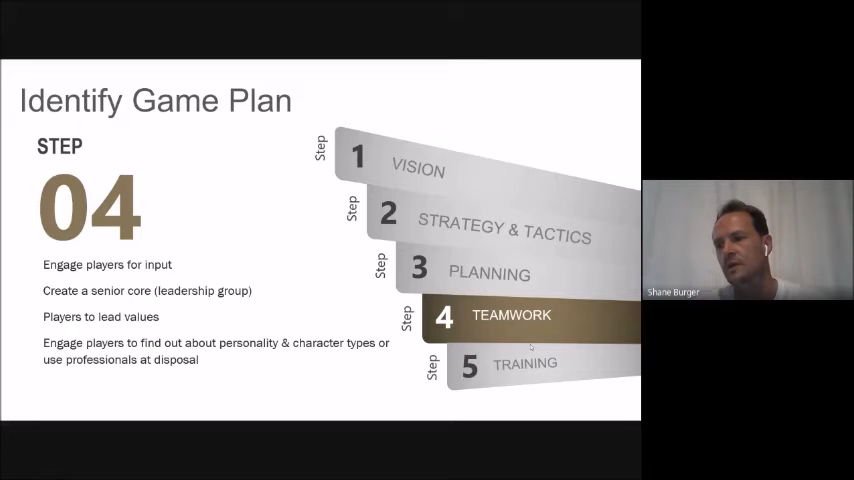 Identify Game Plan
STEP
04
Engage players for input
Create a senior core (leadership group)
Players to lead values
Engage players to find out about personality & character types or
use professionals at disposal
Step 1 VISION
Step 2 STRATEGY & TACTICS
Step 3 PLANNING
Step 4 TEAMWORK
Step 5 TRAINING
Shane Burger